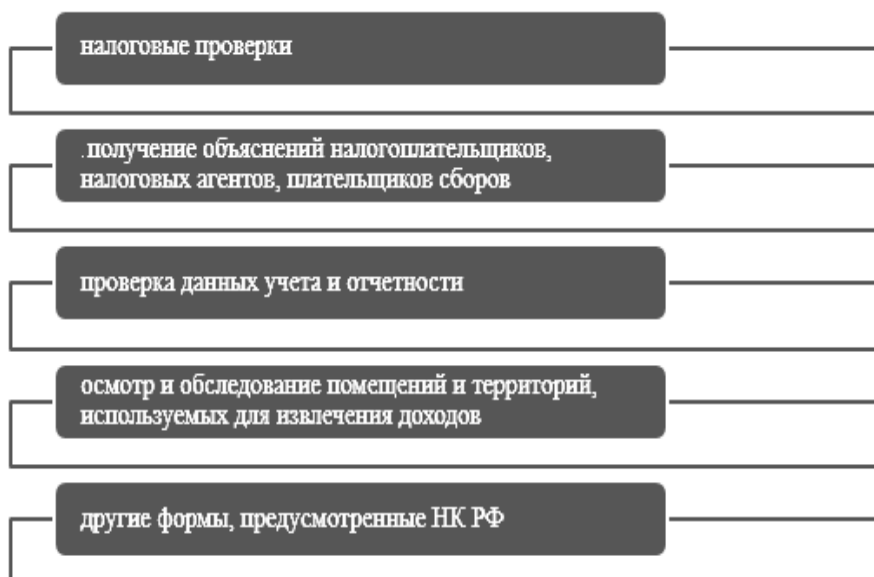 налоговые проверки
.получение объяснений налогоплательщиков,
налоговых агентов, плательщиков сборов
проверка данных учета и отчетности
осмотр и обследование помещений и территорий,
используемых для извлечения доходов
другие формы, предусмотренные НК РФ